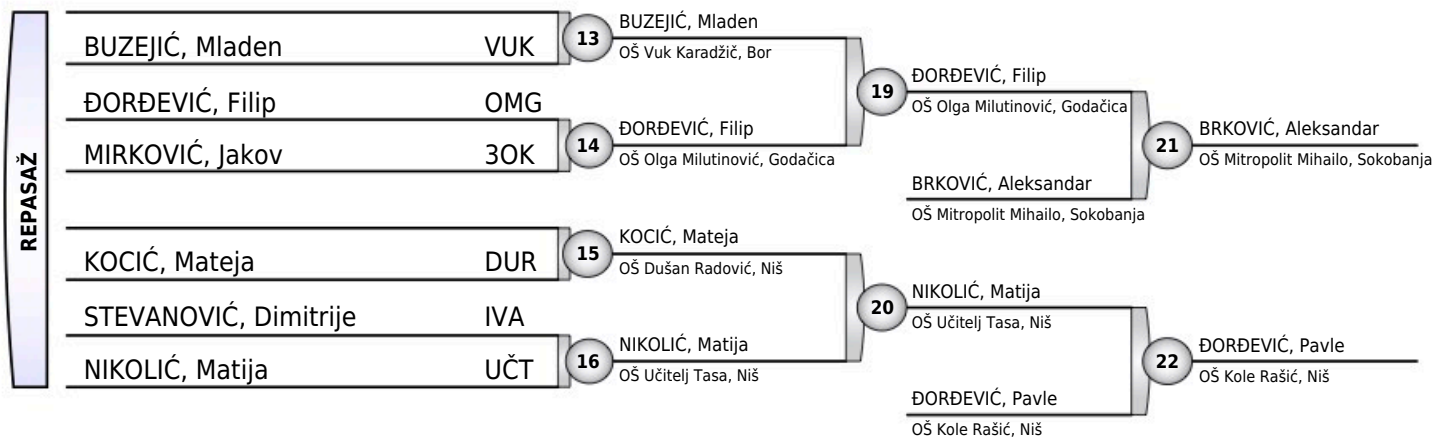 REPASAŽ
BUZEJIĆ, Mladen VUK
ĐORĐEVIĆ, Filip OMG
MIRKOVIĆ, Jakov 3OK
KOCIĆ, Mateja DUR
STEVANOVIĆ, Dimitrije IVA
NIKOLIĆ, Matija UČT
13
BUZEJIĆ, Mladen
OŠ Vuk Karadžič, Bor
14
ĐORĐEVIĆ, Filip
OŠ Olga Milutinović, Godačica
15
KOCIĆ, Mateja
OŠ Dušan Radović, Niš
16
NIKOLIĆ, Matija
OŠ Učitelj Tasa, Niš
19
ĐORĐEVIĆ, Filip
OŠ Olga Milutinović, Godačica
BRKOVIĆ, Aleksandar
OŠ Mitropolit Mihailo, Sokobanja
20
NIKOLIĆ, Matija
OŠ Učitelj Tasa, Niš
ĐORĐEVIĆ, Pavle
OŠ Kole Rašić, Niš
21
BRKOVIĆ, Aleksandar
OŠ Mitropolit Mihailo, Sokobanja
22
ĐORĐEVIĆ, Pavle
OŠ Kole Rašić, Niš